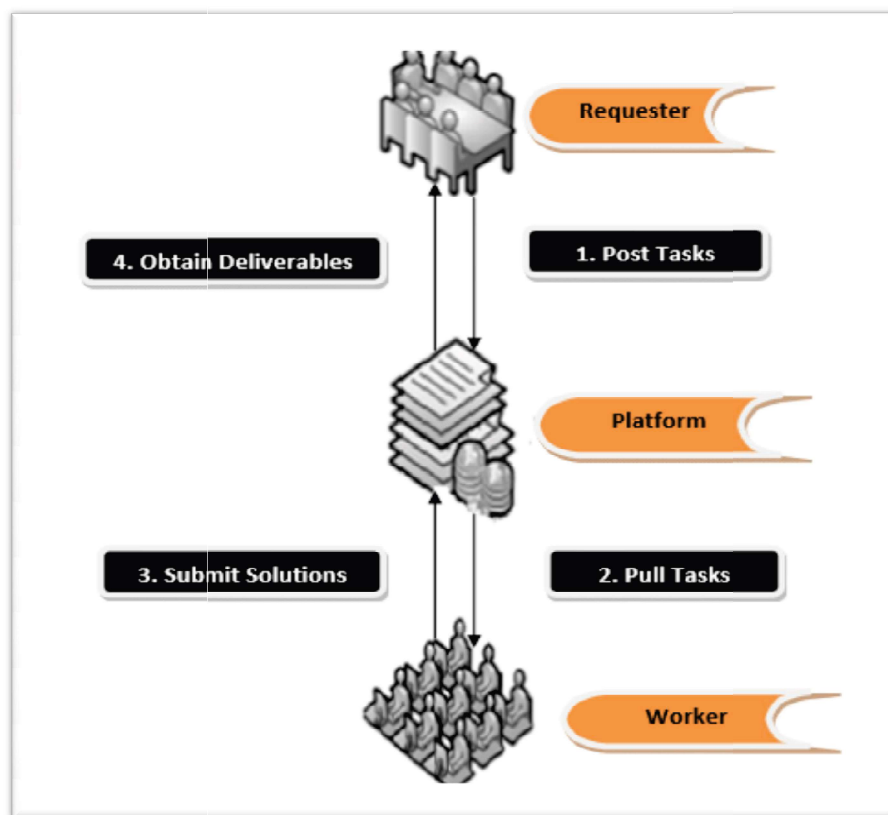 Requester
4. Obtain Deliverables
1. Post Tasks
Platform
3. Submit Solutions
2. Pull Tasks
Worker